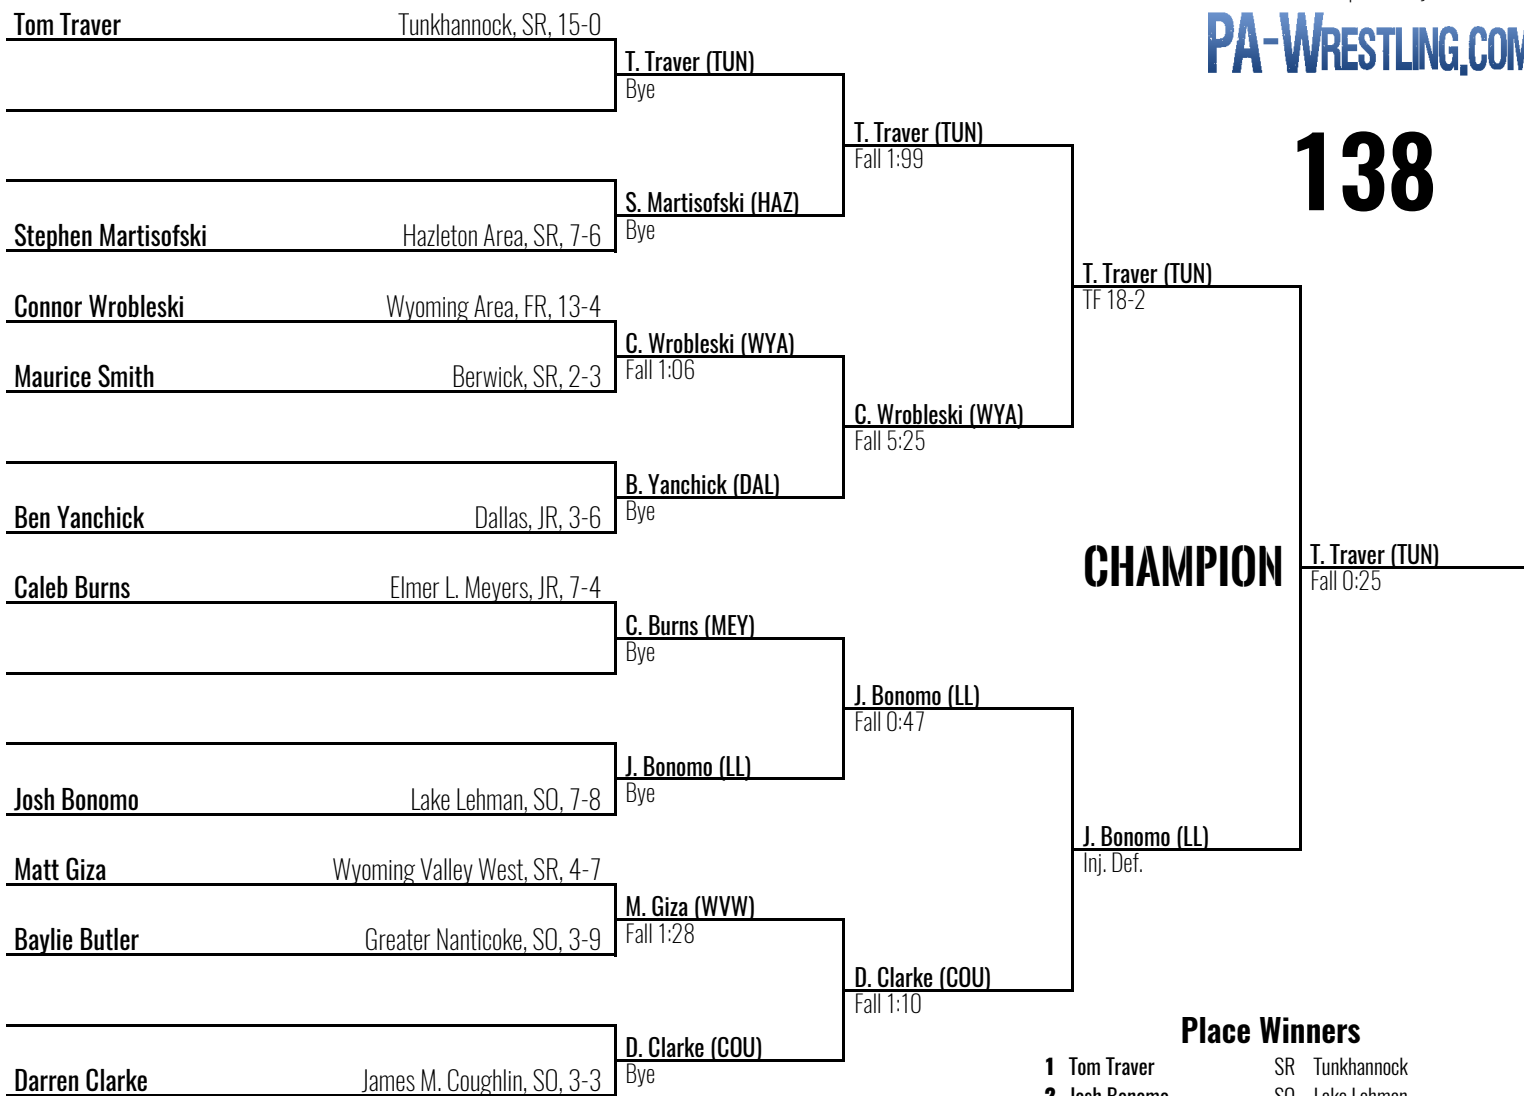 Tom Traver Tunkhannock, SR, 15-0
T. Traver (TUN)
Bye
T. Traver (TUN)
Fall 1:99
S. Martisofski (HAZ)
Bye
Stephen Martisofski Hazleton Area, SR, 7-6
Connor Wrobleski Wyoming Area, FR, 13-4
C. Wrobleski (WYA)
Fall 1:06
Maurice Smith Berwick, SR, 2-3
C. Wrobleski (WYA)
Fall 5:25
B. Yanchick (DAL)
Bye
Ben Yanchick Dallas, JR, 3-6
T. Traver (TUN)
TF 18-2
Caleb Burns Elmer L. Meyers, JR, 7-4
C. Burns (MEY)
Bye
J. Bonomo (LL)
Fall 0:47
J. Bonomo (LL)
Bye
Josh Bonomo Lake Lehman, SO, 7-8
Matt Giza Wyoming Valley West, SR, 4-7
M. Giza (WVW)
Fall 1:28
Baylie Butler Greater Nanticoke, SO, 3-9
D. Clarke (COU)
Fall 1:10
D. Clarke (COU)
Bye
Darren Clarke James M. Coughlin, SO, 3-3
J. Bonomo (LL)
Inj. Def.
CHAMPION
T. Traver (TUN)
Fall 0:25
PA-WRESTLING.COM
138
Place Winners
1 Tom Traver SR Tunkhannock
2 Josh Bonomo SO Lake Lehman